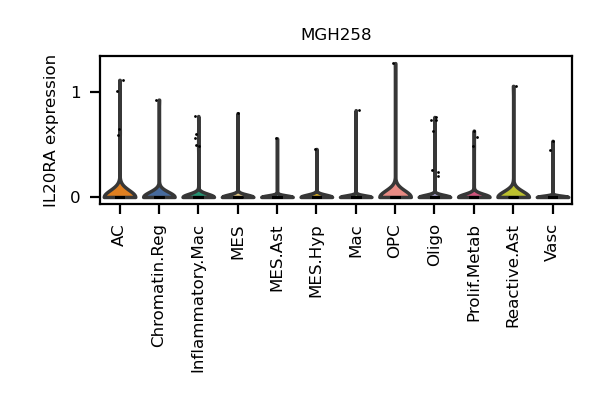 MGH258
IL20RA expression
1
0
AC
Chromatin.Reg
Inflammatory.Mac
MES
MES.Ast
MES.Hyp
Mac
OPC
Oligo
Prolif.Metab
Reactive.Ast
Vasc